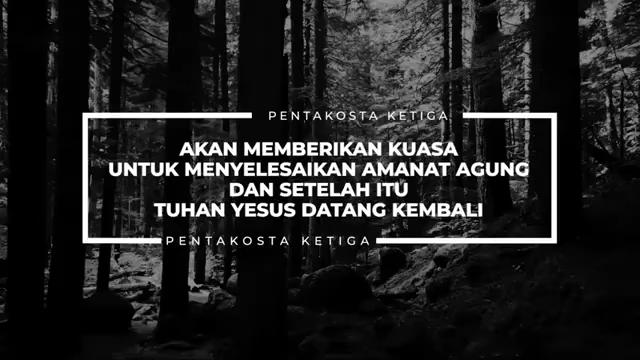 PENTAKOSTA KETIGA
AKAN MEMBERIKAN KUASA
UNTUK MENYELESAIKAN AMANAT AGUNG
DAN SETELAH ITU
TUHAN YESUS DATANG KEMBALI
PENTAKOSTA KETIGA